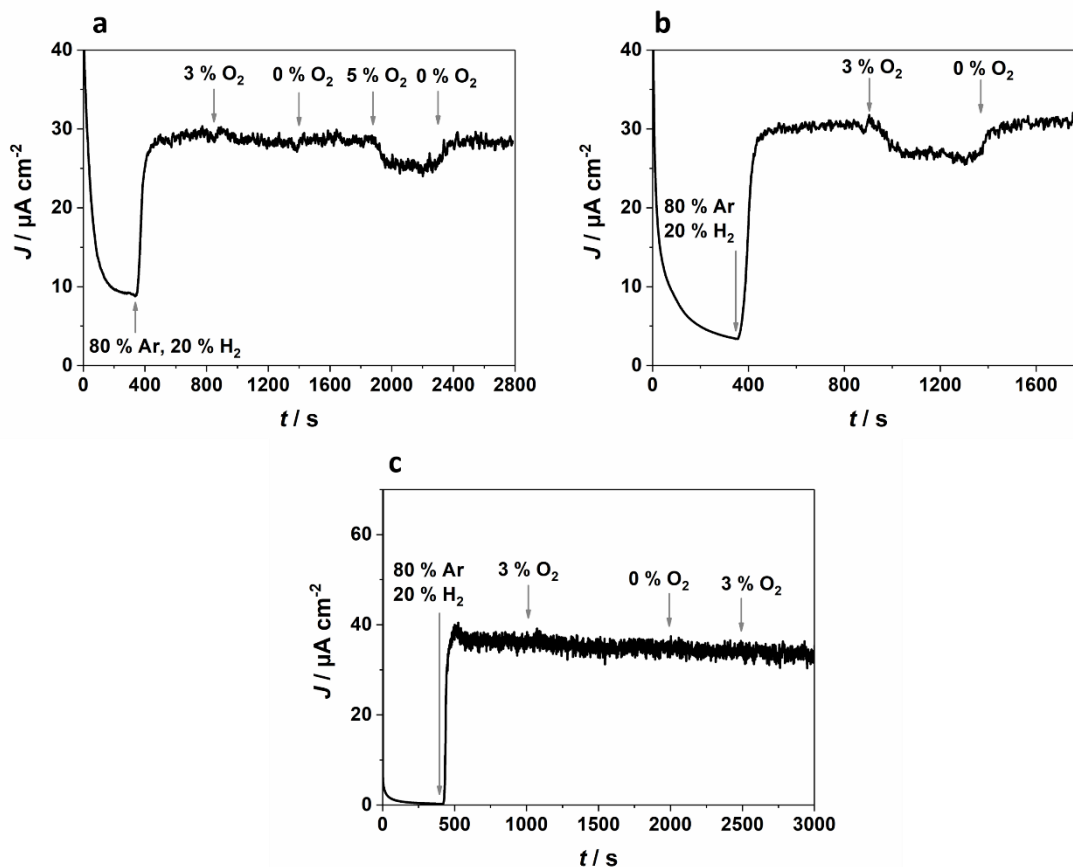 a
40
30
20
10
0
J / µA cm-2
3 % O2
0 % O2
5 % O2
0 % O2
80 % Ar, 20 % H2
0 400 800 1200 1600 2000 2400 2800
t / s
b
40
30
20
10
0
J / µA cm-2
3 % O2
0 % O2
80 % Ar
20 % H2
0 400 800 1200 1600
t / s
c
60
40
20
0
J / µA cm-2
80 % Ar
20 % H2
3 % O2
0 % O2
3 % O2
0 500 1000 1500 2000 2500 3000
t / s